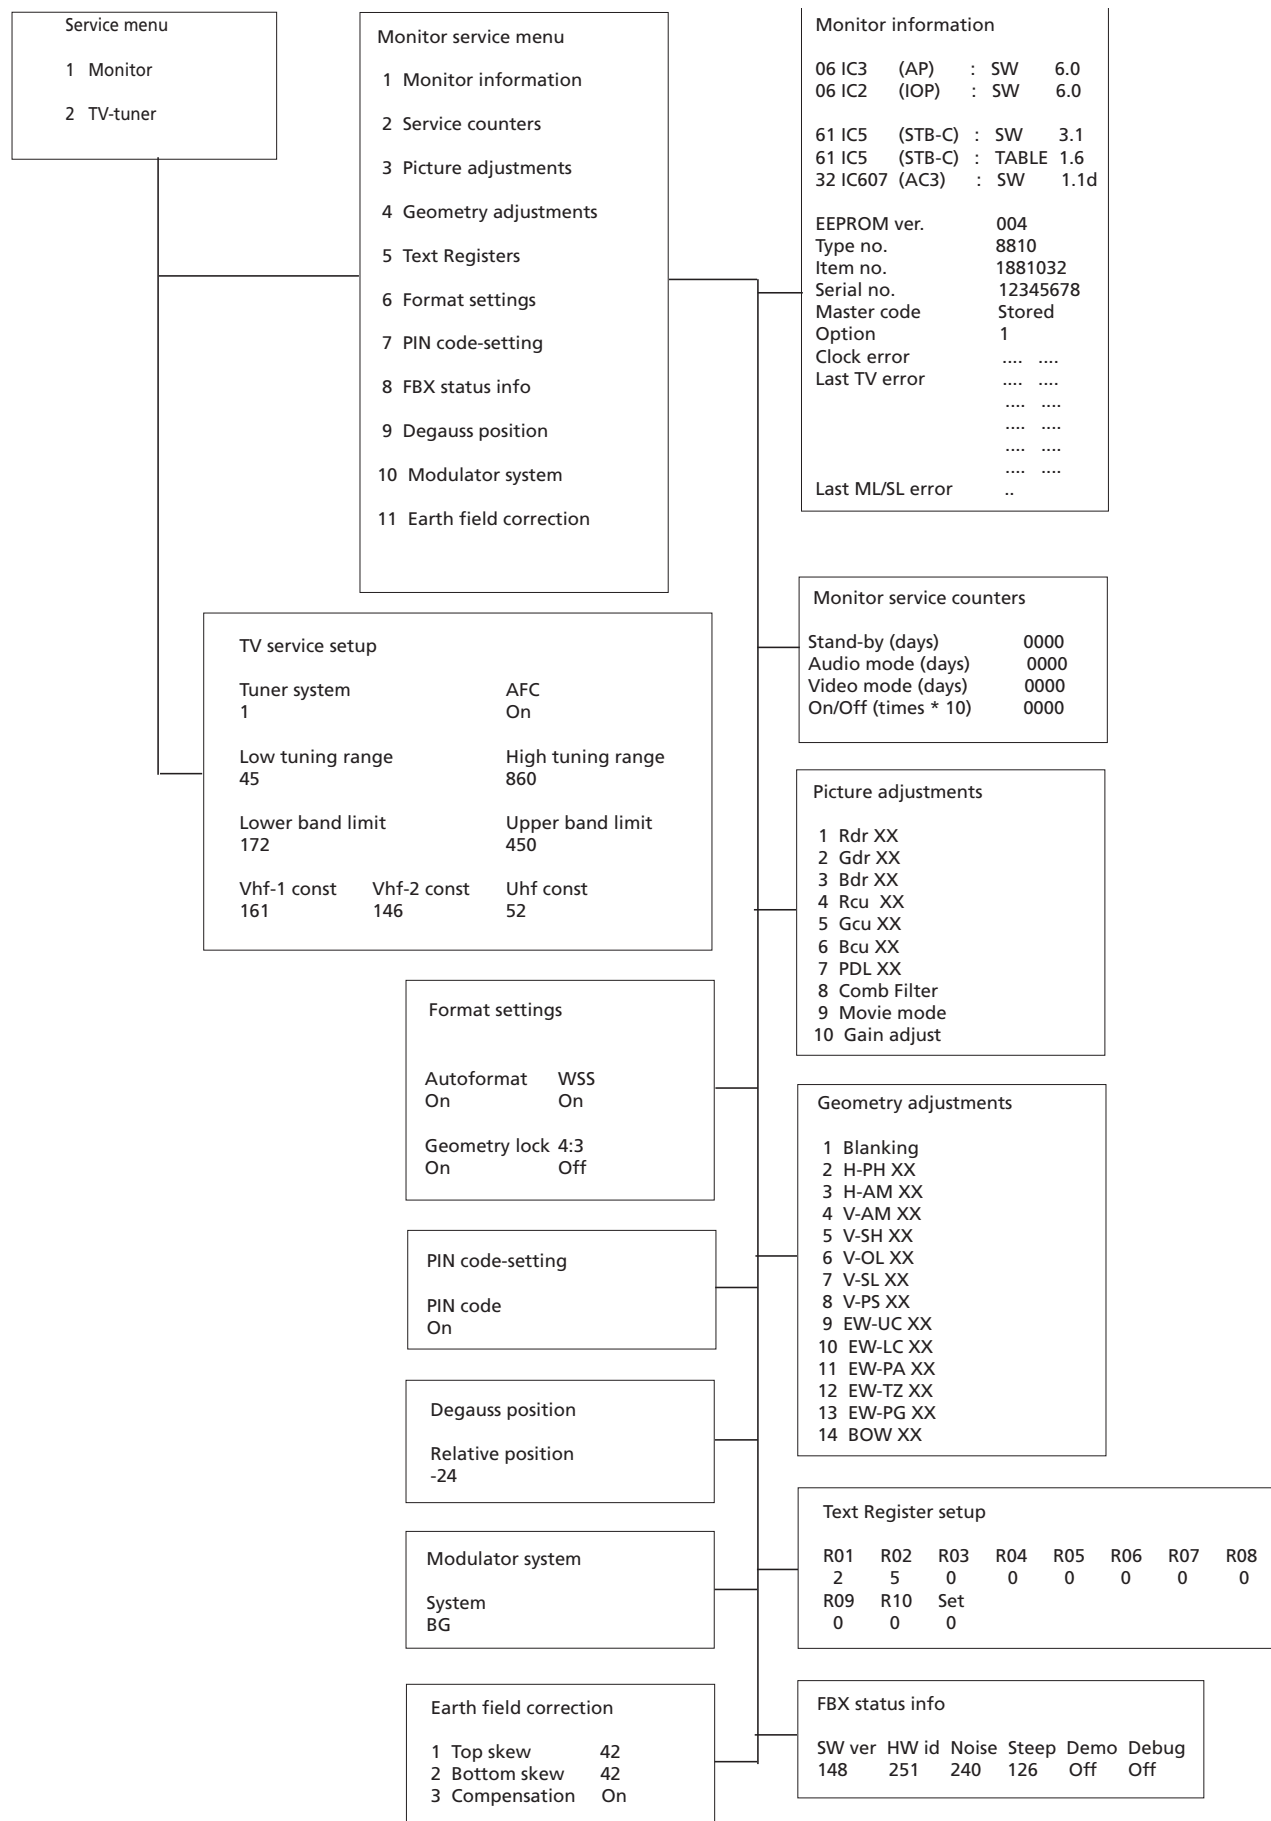 Service menu
1 Monitor
2 TV-tuner
Monitor service menu
1 Monitor information
2 Service counters
3 Picture adjustments
4 Geometry adjustments
5 Text Registers
6 Format settings
7 PIN code-setting
8 FBX status info
9 Degauss position
10 Modulator system
11 Earth field correction
Monitor information
06 IC3 (AP) : SW 6.0
06 IC2 (IOP) : SW 6.0
61 IC5 (STB-C) : SW 3.1
61 IC5 (STB-C) : TABLE 1.6
32 IC607 (AC3) : SW 1.1d
EEPROM ver. 004
Type no. 8810
Item no. 1881032
Serial no. 12345678
Master code Stored
Option 1
Clock error .... ....
Last TV error .... ....
.... ....
.... ....
.... ....
.... ....
Last ML/SL error ..
Monitor service counters
Stand-by (days) 0000
Audio mode (days) 0000
Video mode (days) 0000
On/Off (times * 10) 0000
TV service setup
Tuner system AFC
1 On
Low tuning range High tuning range
45 860
Lower band limit Upper band limit
172 450
Vhf-1 const Vhf-2 const Uhf const
161 146 52
Picture adjustments
1 Rdr XX
2 Gdr XX
3 Bdr XX
4 Rcu XX
5 Gcu XX
6 Bcu XX
7 PDL XX
8 Comb Filter
9 Movie mode
10 Gain adjust
Format settings
Autoformat WSS
On On
Geometry lock 4:3
On Off
Geometry adjustments
1 Blanking
2 H-PH XX
3 H-AM XX
4 V-AM XX
5 V-SH XX
6 V-OL XX
7 V-SL XX
8 V-PS XX
9 EW-UC XX
10 EW-LC XX
11 EW-PA XX
12 EW-TZ XX
13 EW-PG XX
14 BOW XX
PIN code-setting
PIN code
On
Degauss position
Relative position
-24
Text Register setup
R01 R02 R03 R04 R05 R06 R07 R08
2 5 0 0 0 0 0 0
R09 R10 Set
0 0 0
Modulator system
System
BG
FBX status info
SW ver HW id Noise Steep Demo Debug
148 251 240 126 Off Off
Earth field correction
1 Top skew 42
2 Bottom skew 42
3 Compensation On